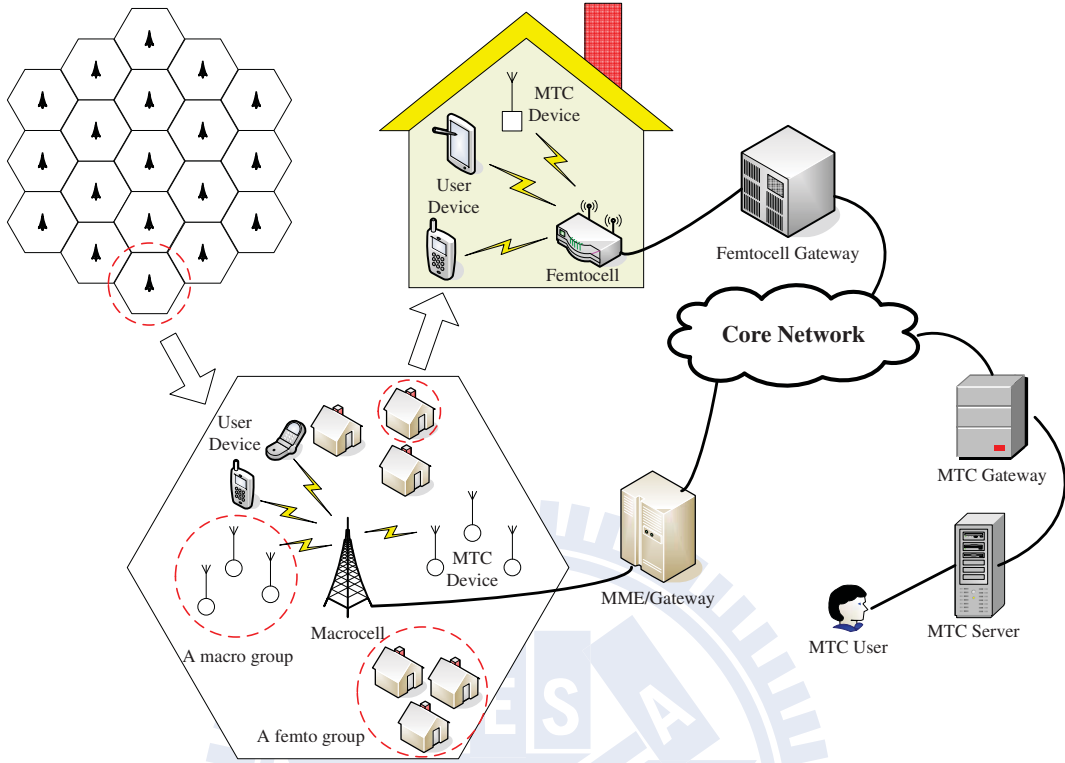 MTC
Device
User
Device
Femtocell
Femtocell Gateway
Core Network
MTC Gateway
User
Device
MTC
Device
Macrocell
A macro group
A femto group
MME/Gateway
MTC User
MTC Server
E S A